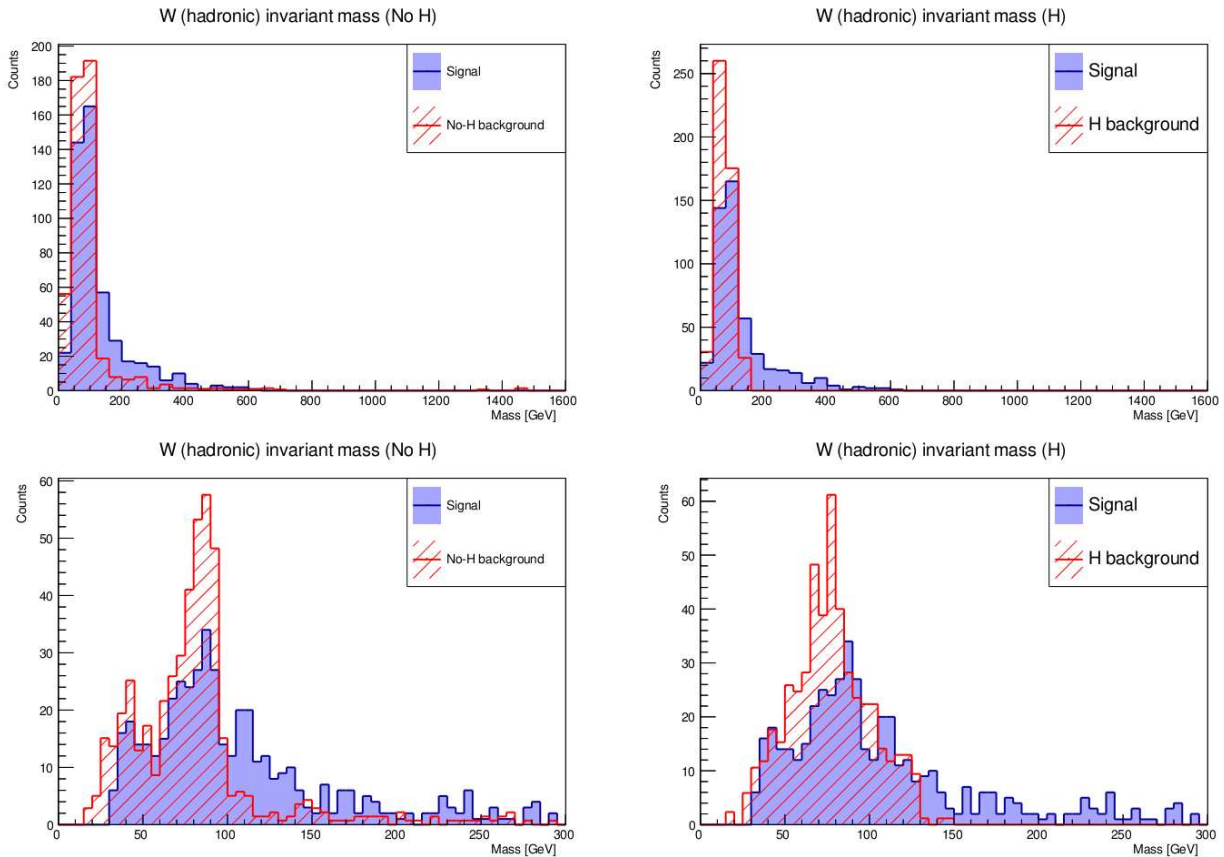 W (hadronic) invariant mass (No H)
Counts
200
180
160
140
120
100
80
60
40
20
0
0 200 400 600 800 1000 1200 1400 1600
Mass [GeV]
Signal
No-H background
W (hadronic) invariant mass (H)
Counts
250
200
150
100
50
0
0 200 400 600 800 1000 1200 1400 1600
Mass [GeV]
Signal
H background
W (hadronic) invariant mass (No H)
Counts
60
50
40
30
20
10
0
0 50 100 150 200 250 300
Mass [GeV]
Signal
No-H background
W (hadronic) invariant mass (H)
Counts
60
50
40
30
20
10
0
0 50 100 150 200 250 300
Mass [GeV]
Signal
H background